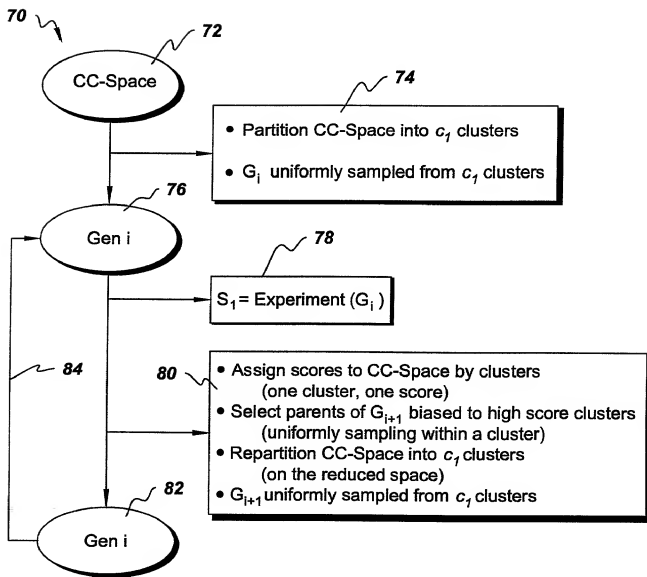 70
72
CC-Space
74
• Partition CC-Space into c₁ clusters
• Gᵢ uniformly sampled from c₁ clusters
76
Gen i
78
S₁ = Experiment (Gᵢ)
84
80
• Assign scores to CC-Space by clusters
(one cluster, one score)
• Select parents of Gᵢ₊₁ biased to high score clusters
(uniformly sampling within a cluster)
• Repartition CC-Space into c₁ clusters
(on the reduced space)
• Gᵢ₊₁ uniformly sampled from c₁ clusters
82
Gen i